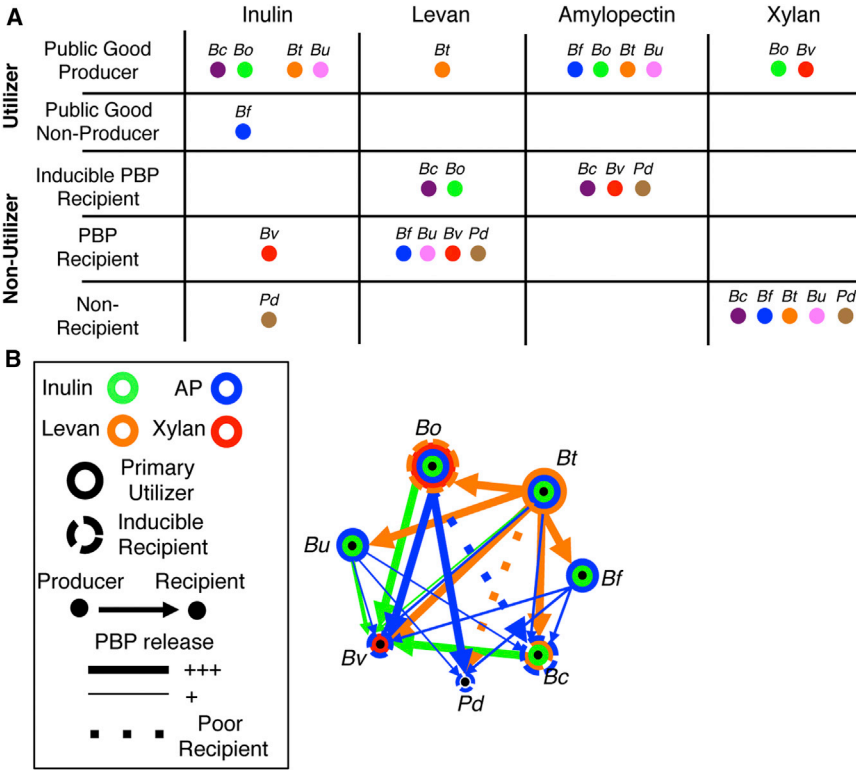 A
Inulin Levan Amylopectin Xylan
Utilizer
Public Good
Producer
Bc Bo Bt Bu Bt Bf Bo Bt Bu Bo Bv
Public Good
Non-Producer
Bf
Non-Utilizer
Inducible PBP
Recipient
Bc Bo Bc Bv Pd
PBP
Recipient
Bv Bf Bu Bv Pd
Non-
Recipient
Pd Bc Bf Bt Bu Pd
B
Inulin AP
Levan Xylan
Primary
Utilizer
Inducible
Recipient
Producer Recipient
PBP release
+++
+
Poor
Recipient
Bo
Bt
Bu
Bf
Bv
Bc
Pd